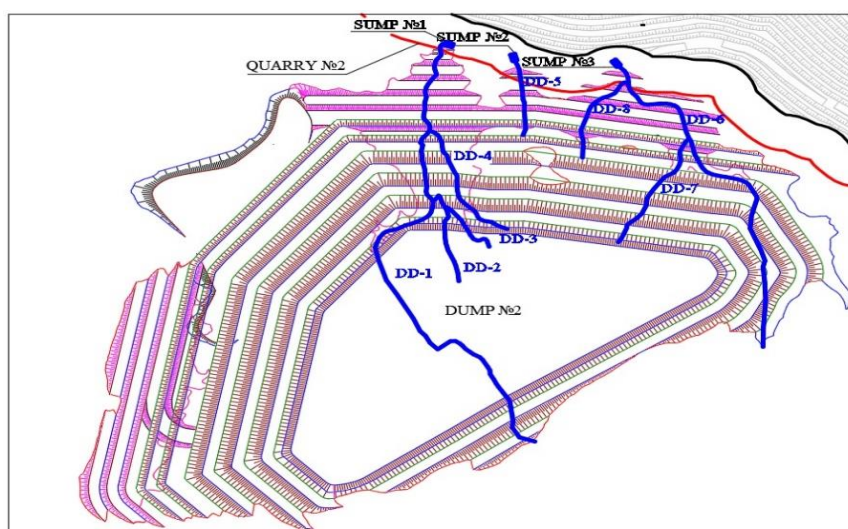 SUMP №1
SUMP №2
QUARRY №2
SUMP №3
DD-5
DD-8
DD-6
DD-4
DD-7
DD-3
DD-1
DD-2
DUMP №2